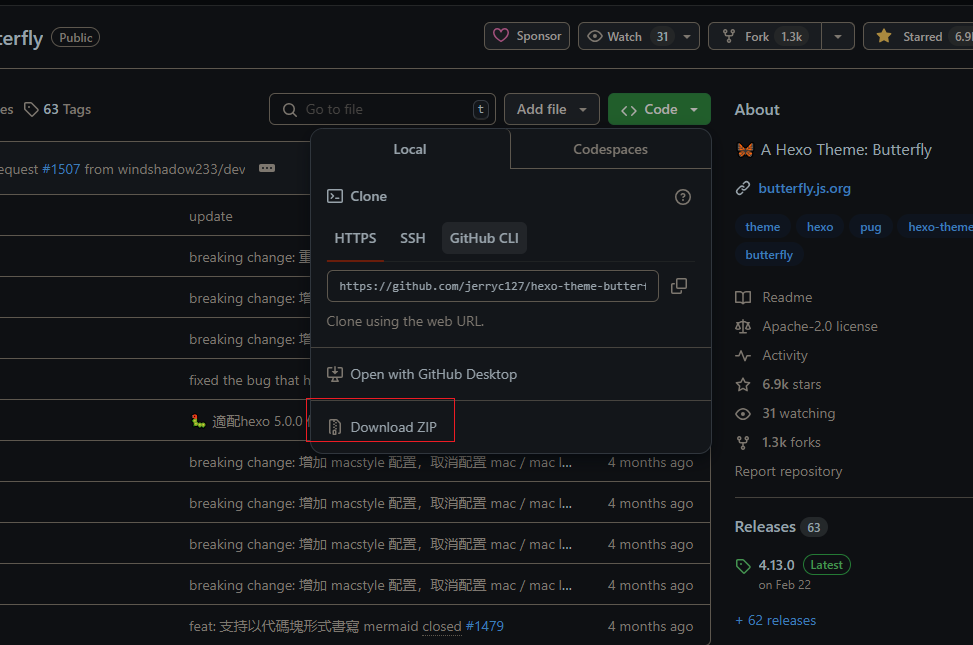 terfly Public Sponsor Watch 31 Fork 1.3k Starred 6.9k
es 63 Tags Go to file t Add file Code
Local Codespaces
equest #1507 from windshadow233/dev
Clone
update
HTTPS SSH GitHub CLI
breaking change: 重
https://github.com/jerryc127/hexo-theme-butterf
breaking change: 增
Clone using the web URL.
breaking change: 增
Open with GitHub Desktop
fixed the bug that h
適配hexo 5.0.0
Download ZIP
breaking change: 增加 macstyle 配置，取消配置 mac / mac l... 4 months ago
breaking change: 增加 macstyle 配置，取消配置 mac / mac l... 4 months ago
breaking change: 增加 macstyle 配置，取消配置 mac / mac l... 4 months ago
breaking change: 增加 macstyle 配置，取消配置 mac / mac l... 4 months ago
feat: 支持以代碼塊形式書寫 mermaid closed #1479 4 months ago
About
A Hexo Theme: Butterfly
butterfly.js.org
theme hexo pug hexo-theme
butterfly
Readme
Apache-2.0 license
Activity
6.9k stars
31 watching
1.3k forks
Report repository
Releases 63
4.13.0 Latest
on Feb 22
+ 62 releases